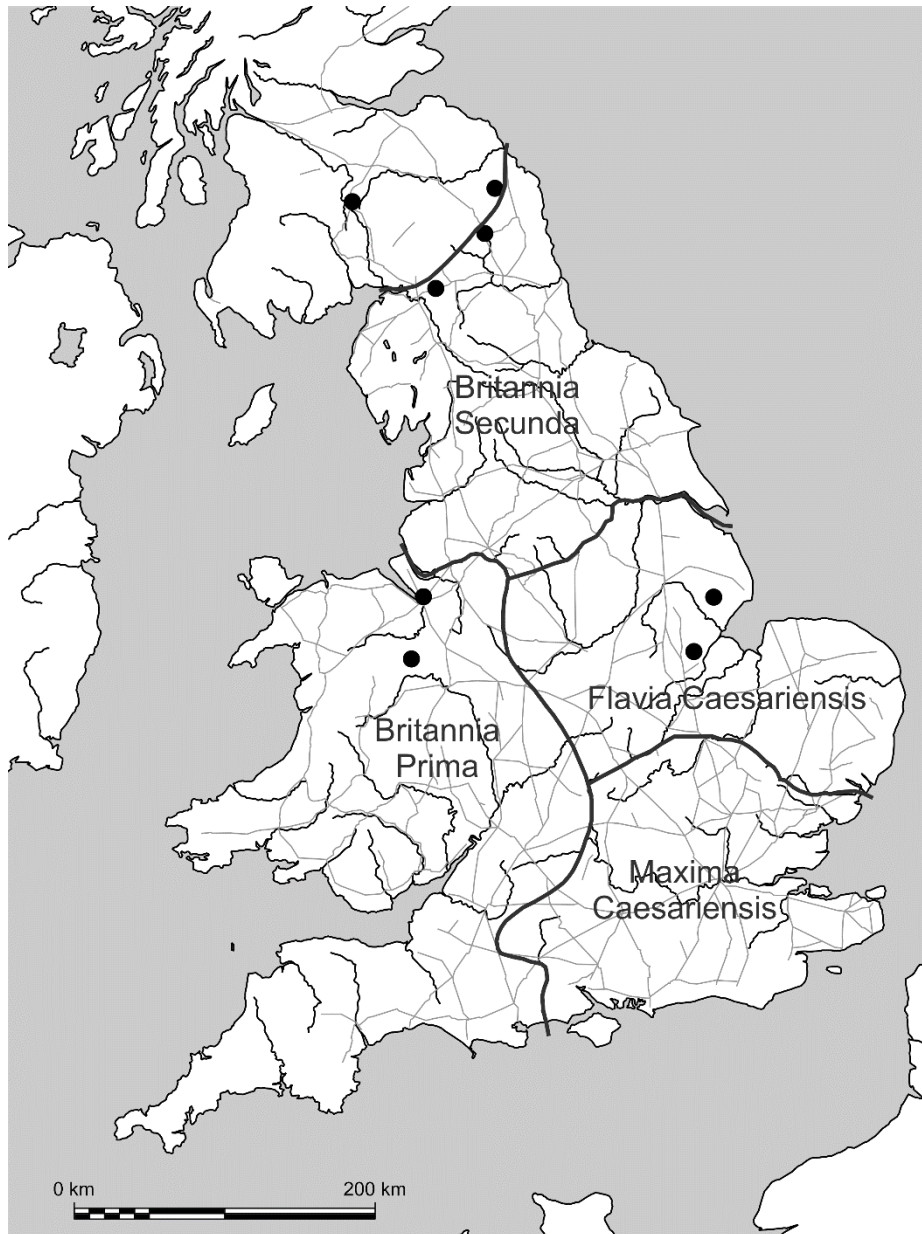 Britannia
Secunda
Flavia Caesariensis
Britannia
Prima
Maxima
Caesariensis
0 km 200 km